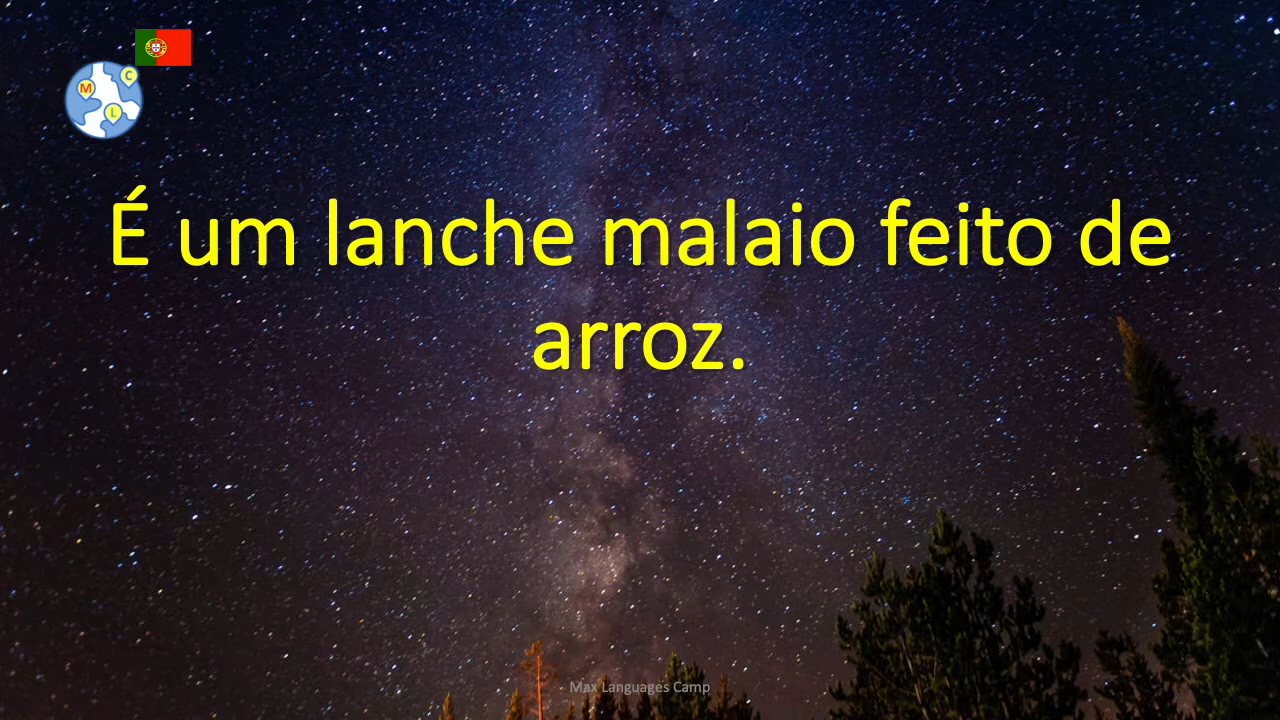 C
M
L
É um lanche malaio feito de
arroz.
Max Languages Camp